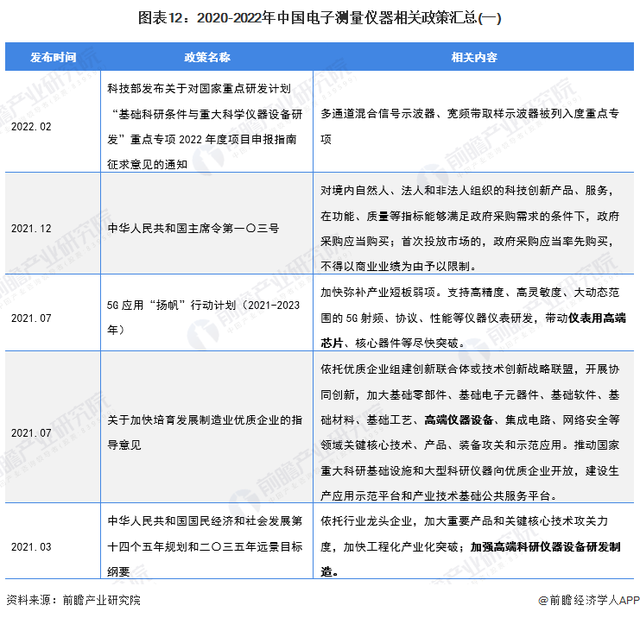 图表12：2020-2022年中国电子测量仪器相关政策汇总(一)
发布时间
政策名称
相关内容
2022.02
科技部发布关于对国家重点研发计划
“基础科研条件与重大科学仪器设备研
发”重点专项2022年度项目申报指南
征求意见的通知
多通道混合信号示波器、宽频带取样示波器被列入度重点专
项
2021.12
中华人民共和国主席令第一〇三号
对境内自然人、法人和非法人组织的科技创新产品、服务，
在功能、质量等指标能够满足政府采购需求的条件下，政府
采购应当购买；首次投放市场的，政府采购应当率先购买，
不得以商业业绩为由予以限制。
2021.07
5G应用“扬帆”行动计划（2021-2023
年）
加快弥补产业短板弱项。支持高精度、高灵敏度、大动态范
围的5G射频、协议、性能等仪器仪表研发，带动仪表用高端
芯片、核心器件等尽快突破。
2021.07
关于加快培育发展制造业优质企业的指
导意见
依托优质企业组建创新联合体或技术创新战略联盟，开展协
同创新，加大基础零部件、基础电子元器件、基础软件、基
础材料、基础工艺、高端仪器设备、集成电路、网络安全等
领域关键核心技术、产品、装备攻关和示范应用。推动国家
重大科研基础设施和大型科研仪器向优质企业开放，建设生
产应用示范平台和产业技术基础公共服务平台。
2021.03
中华人民共和国国民经济和社会发展第
十四个五年规划和二〇三五年远景目标
纲要
依托行业龙头企业，加大重要产品和关键核心技术攻关力
度，加快工程化产业化突破；加强高端科研仪器设备研发制
造。
资料来源：前瞻产业研究院
@前瞻经济学人APP
前瞻产业研究院